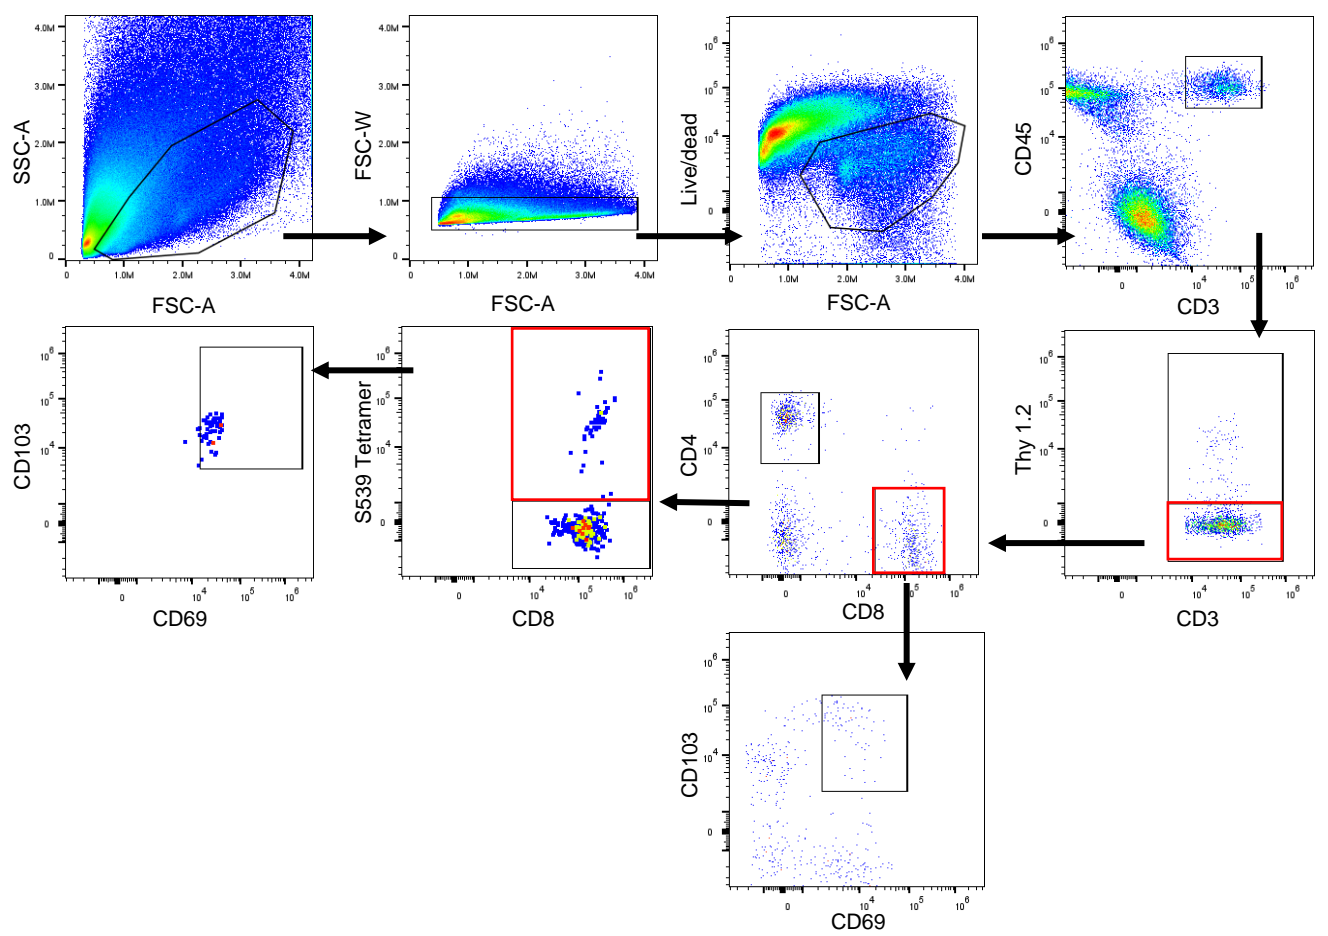 4.0M
3.0M
2.0M
1.0M
0
SSC-A
0
1.0M
2.0M
3.0M
4.0M
FSC-A
4.0M
3.0M
2.0M
1.0M
0
FSC-W
0
1.0M
2.0M
3.0M
4.0M
FSC-A
10^6
10^5
10^4
0
Live/dead
0
1.0M
2.0M
3.0M
4.0M
FSC-A
10^6
10^5
10^4
0
CD45
0
10^4
10^5
10^6
CD3
10^6
10^5
10^4
0
CD103
0
10^4
10^5
10^6
CD69
10^6
10^5
10^4
0
S539 Tetramer
0
10^4
10^5
10^6
CD8
10^6
10^5
10^4
0
CD4
0
10^4
10^5
10^6
CD8
10^6
10^5
10^4
0
Thy 1.2
0
10^4
10^5
10^6
CD3
10^6
10^5
10^4
0
CD103
0
10^4
10^5
10^6
CD69